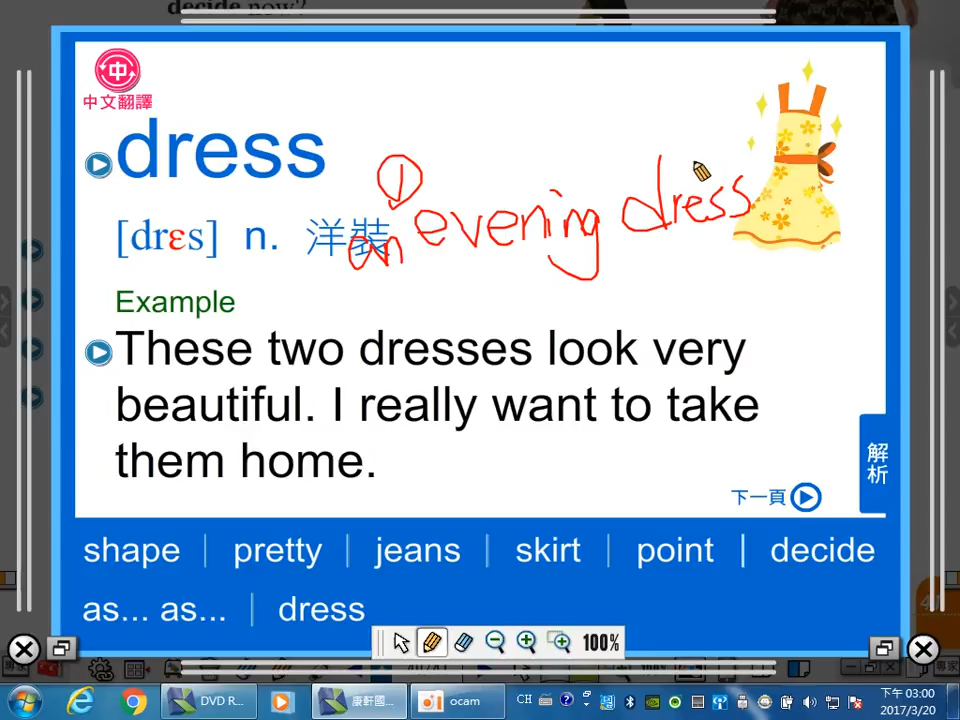 decide now?
中文翻譯
dress
①
an evening dress
[drɛs] n. 洋裝
Example
These two dresses look very
beautiful. I really want to take
them home.
解析
下一頁
shape | pretty | jeans | skirt | point | decide
as... as... | dress
100%
DVD R...
康軒國...
ocam
CH
下午 03:00
2017/3/20